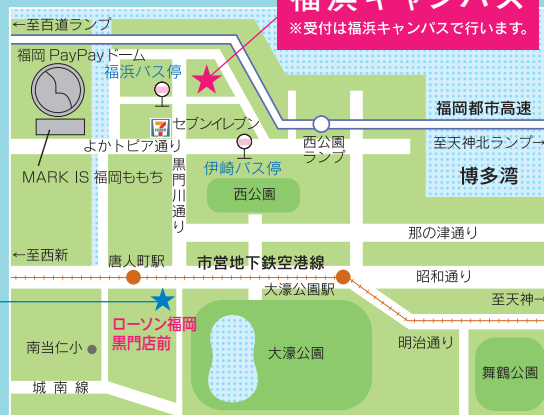 福浜キャンパス
※受付は福浜キャンパスで行います。
←至百道ランプ
福岡 PayPayドーム
福浜バス停
福岡都市高速
セブンイレブン
西公園
ランプ
至天神北ランプ→
よかトピア通り
伊崎バス停
黒門川通り
MARK IS 福岡ももち
博多湾
西公園
那の津通り
←至西新
唐人町駅
市営地下鉄空港線
昭和通り
大濠公園駅
至天神→
ローソン福岡
黒門店前
明治通り
南当仁小
大濠公園
舞鶴公園
城南線